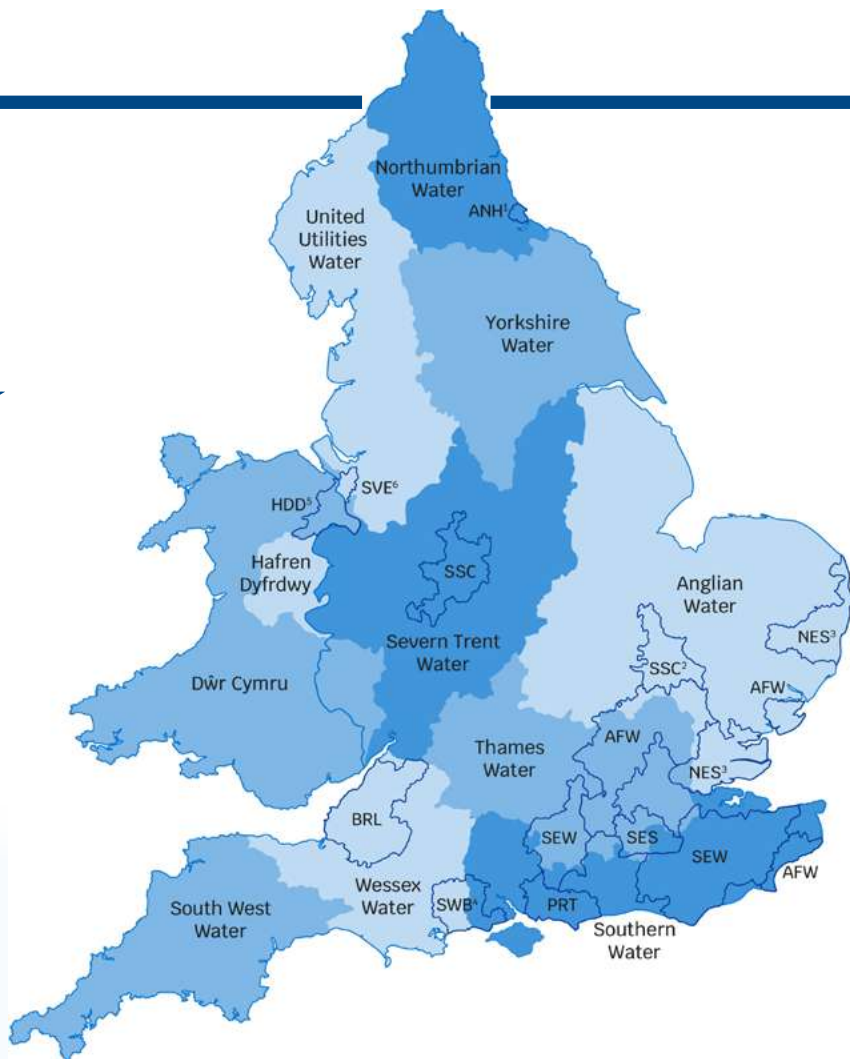 Northumbrian
Water
ANH¹
United
Utilities
Water
Yorkshire
Water
SVE⁶
HDD⁵
Hafren
Dyfrdwy
SSC
Anglian
Water
NES³
Severn Trent
Water
SSC²
Dŵr Cymru
AFW
AFW
Thames
Water
NES³
BRL
SEW
SES
SEW
AFW
Wessex
Water
SWB⁴
PRT
South West
Water
Southern
Water